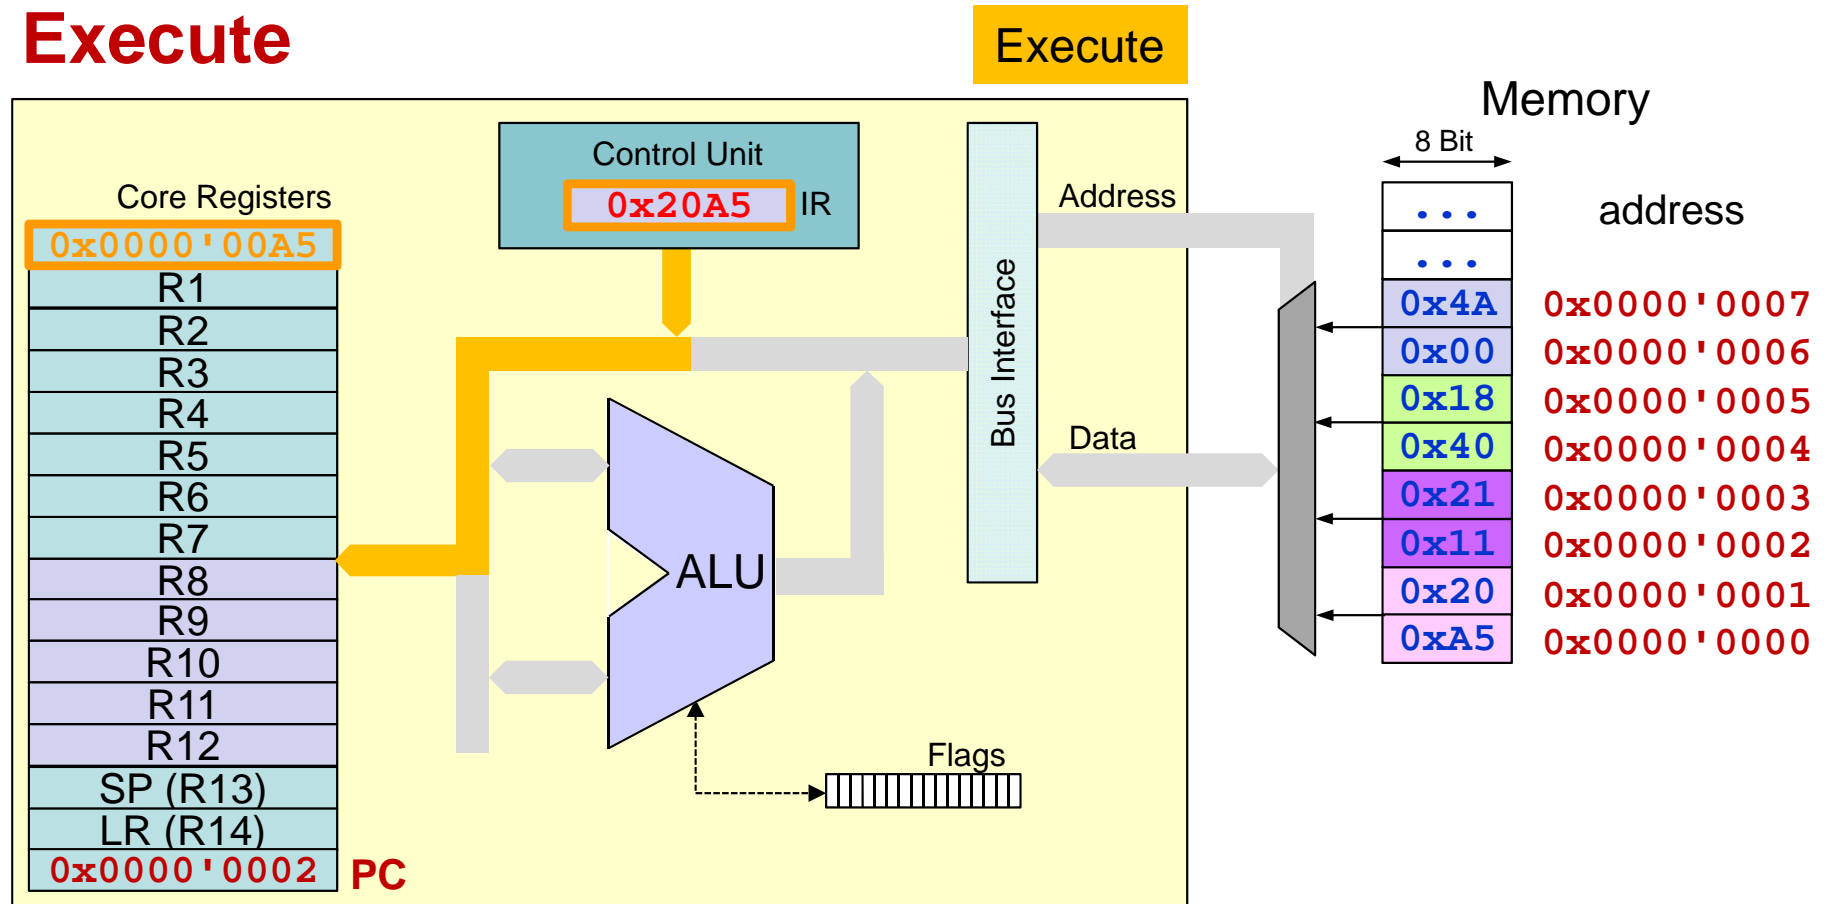 Execute
Execute
Memory
8 Bit
Control Unit
0x20A5 IR
Core Registers
Address
address
0x0000'00A5
R1
R2
R3
R4
R5
R6
R7
R8
R9
R10
R11
R12
SP (R13)
LR (R14)
0x0000'0002 PC
ALU
Flags
Bus Interface
Data
...
...
0x4A 0x0000'0007
0x00 0x0000'0006
0x18 0x0000'0005
0x40 0x0000'0004
0x21 0x0000'0003
0x11 0x0000'0002
0x20 0x0000'0001
0xA5 0x0000'0000